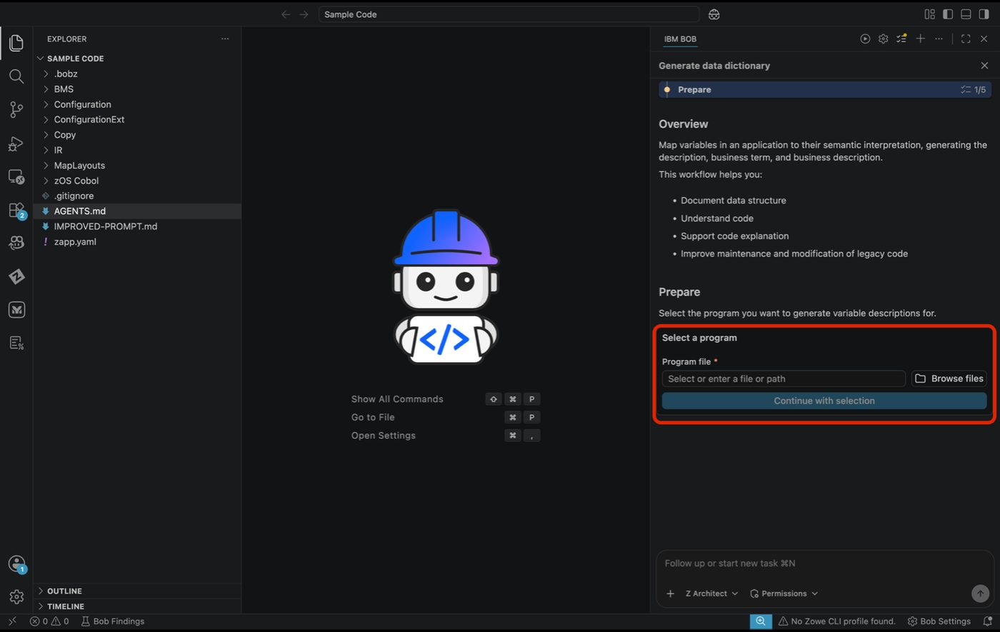 Sample Code
EXPLORER
SAMPLE CODE
.bobz
BMS
Configuration
ConfigurationExt
Copy
IR
MapLayouts
zOS Cobol
.gitignore
AGENTS.md
IMPROVED-PROMPT.md
! zapp.yaml
2
1
OUTLINE
TIMELINE
</>
Show All Commands ⇧ ⌘ P
Go to File ⌘ P
Open Settings ⌘ ,
IBM BOB
Generate data dictionary
Prepare 1/5
Overview
Map variables in an application to their semantic interpretation, generating the
description, business term, and business description.
This workflow helps you:
• Document data structure
• Understand code
• Support code explanation
• Improve maintenance and modification of legacy code
Prepare
Select the program you want to generate variable descriptions for.
Select a program
Program file *
Select or enter a file or path
Browse files
Continue with selection
Follow up or start new task ⌘N
Z Architect
Permissions
0 0
Bob Findings
No Zowe CLI profile found.
Bob Settings